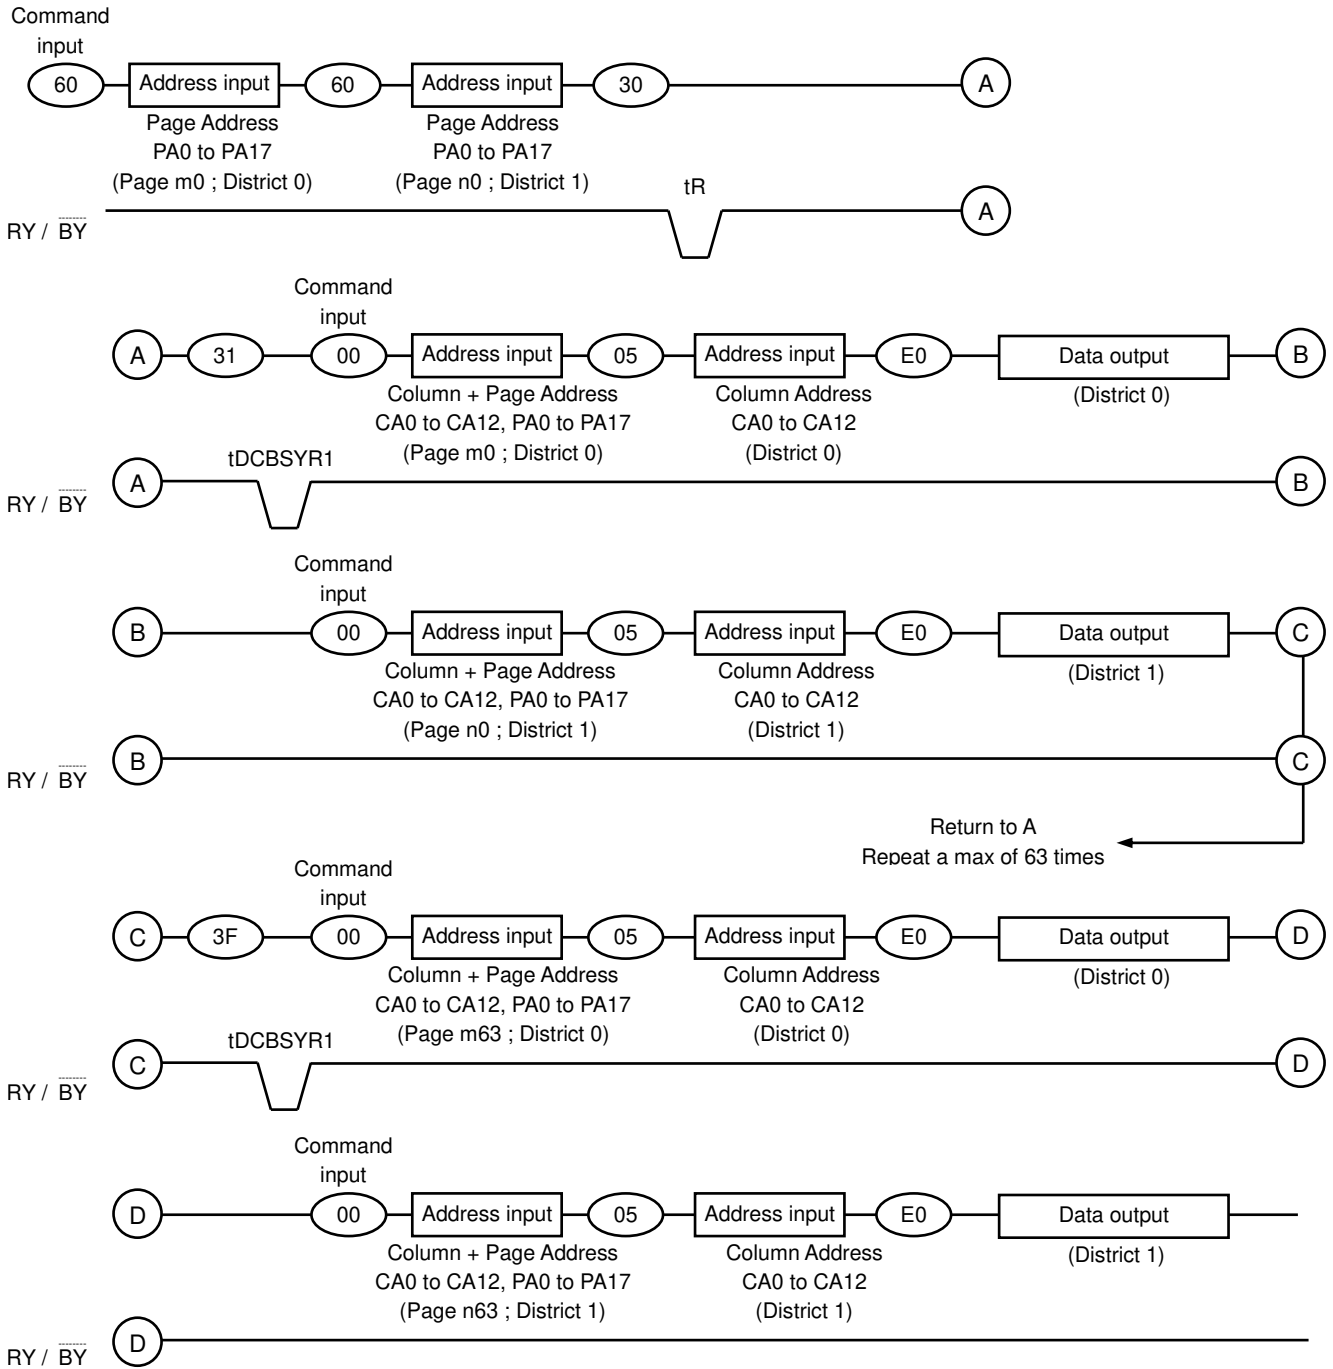 Command
input
60 Address input 60 Address input 30 A
Page Address Page Address
PA0 to PA17 PA0 to PA17
(Page m0 ; District 0) (Page n0 ; District 1)
tR
A
RY / BY
Command
input
A 31 00 Address input 05 Address input E0 Data output B
Column + Page Address Column Address (District 0)
CA0 to CA12, PA0 to PA17 CA0 to CA12
(Page m0 ; District 0) (District 0)
tDCBSYR1
A B
RY / BY
Command
input
B 00 Address input 05 Address input E0 Data output C
Column + Page Address Column Address (District 1)
CA0 to CA12, PA0 to PA17 CA0 to CA12
(Page n0 ; District 1) (District 1)
B C
RY / BY
Return to A
Repeat a max of 63 times
Command
input
C 3F 00 Address input 05 Address input E0 Data output D
Column + Page Address Column Address (District 0)
CA0 to CA12, PA0 to PA17 CA0 to CA12
(Page m63 ; District 0) (District 0)
tDCBSYR1
C D
RY / BY
Command
input
D 00 Address input 05 Address input E0 Data output
Column + Page Address Column Address (District 1)
CA0 to CA12, PA0 to PA17 CA0 to CA12
(Page n63 ; District 1) (District 1)
D
RY / BY